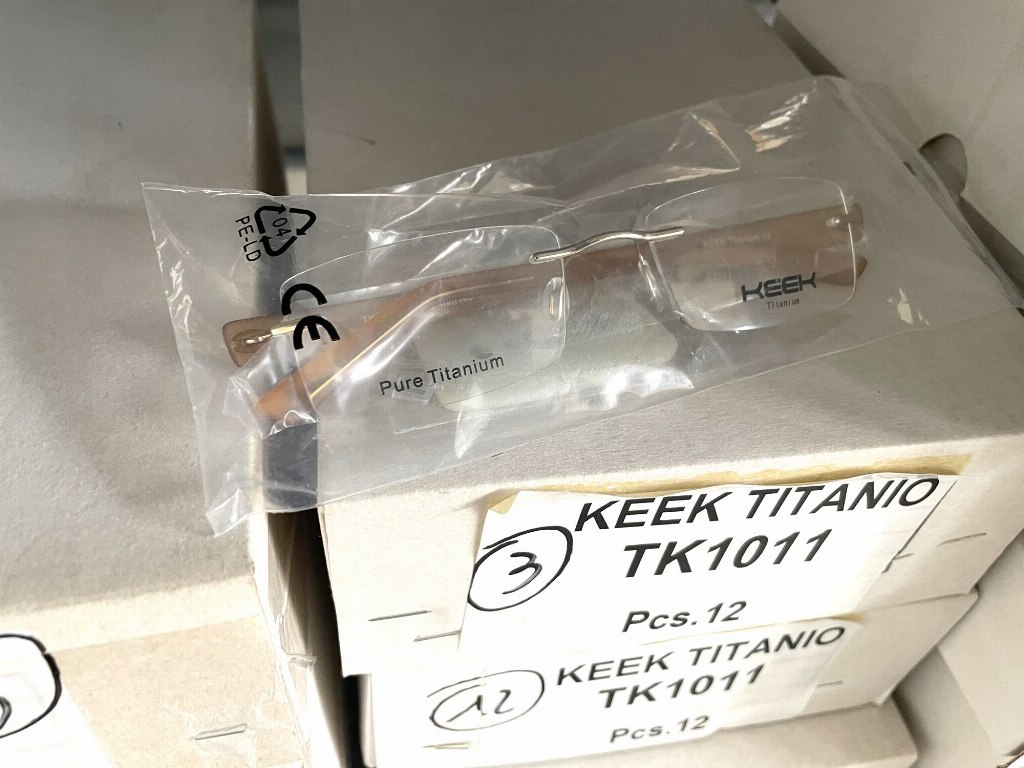 04
PE-LD
CE
KEEK
Titanium
Pure Titanium
3
KEEK TITANIO
TK1011
Pcs.12
12
KEEK TITANIO
TK1011
Pcs.12